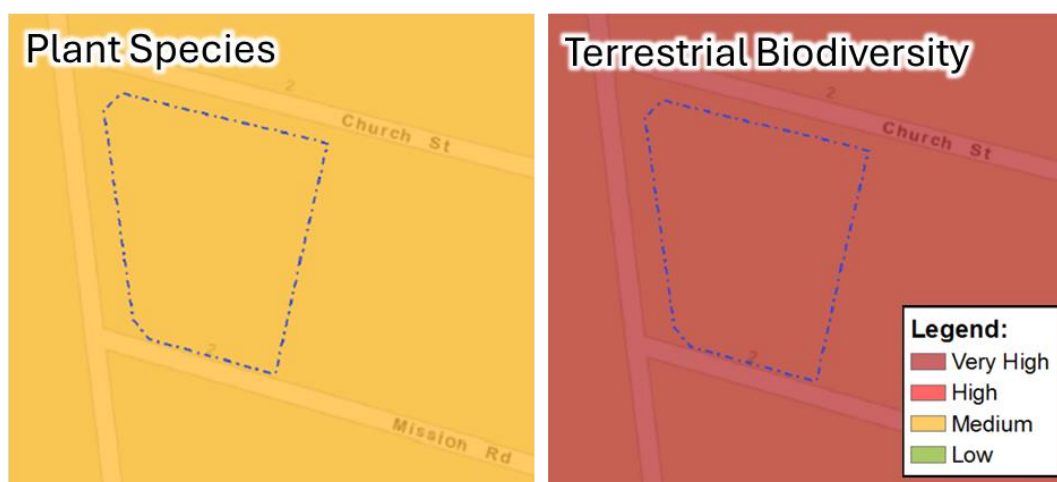 Plant Species
2
Church St
2
Mission Rd
Terrestrial Biodiversity
2
Church St
2
Legend:
Very High
High
Medium
Low